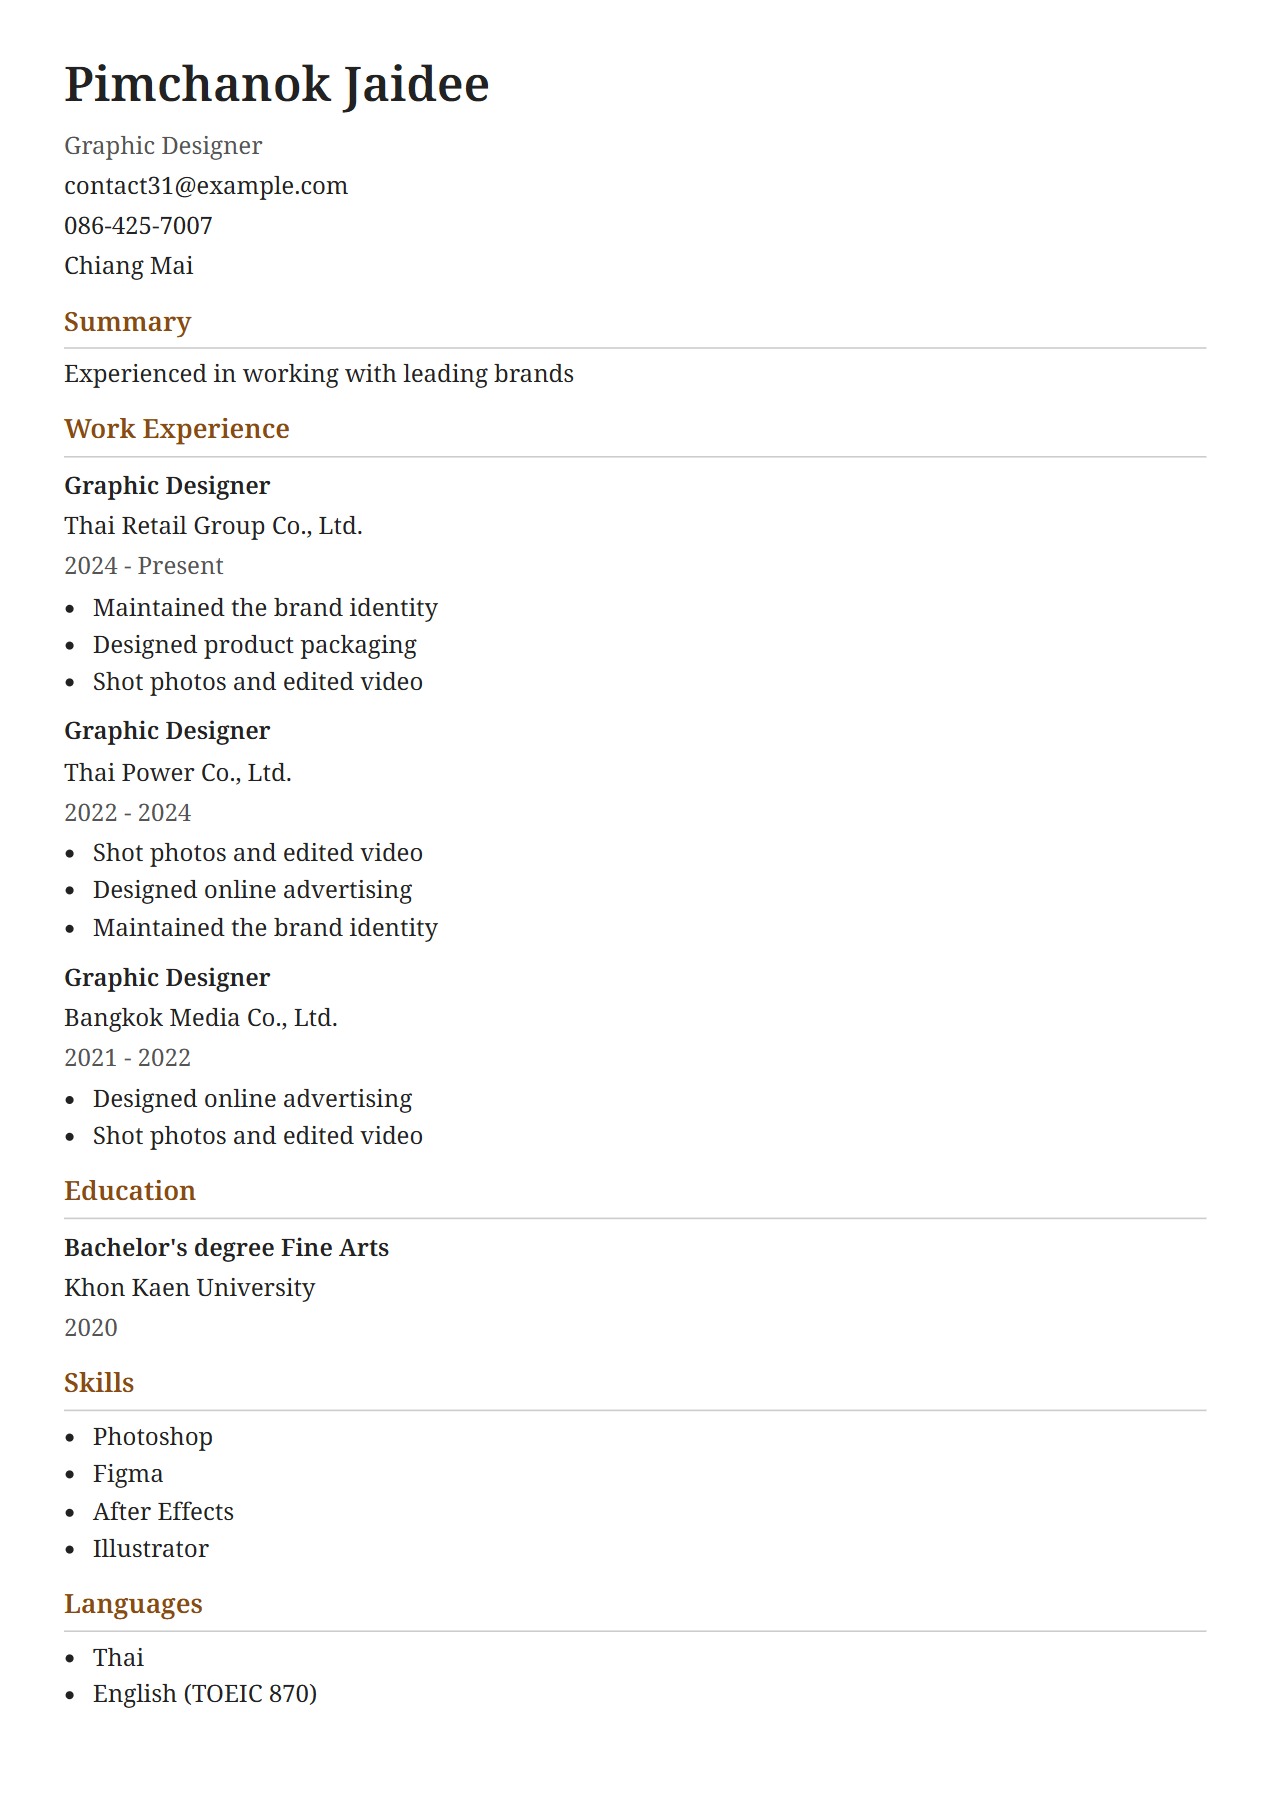 Pimchanok Jaidee
Graphic Designer
contact31@example.com
086-425-7007
Chiang Mai
Summary
Experienced in working with leading brands
Work Experience
Graphic Designer
Thai Retail Group Co., Ltd.
2024 - Present
• Maintained the brand identity
• Designed product packaging
• Shot photos and edited video
Graphic Designer
Thai Power Co., Ltd.
2022 - 2024
• Shot photos and edited video
• Designed online advertising
• Maintained the brand identity
Graphic Designer
Bangkok Media Co., Ltd.
2021 - 2022
• Designed online advertising
• Shot photos and edited video
Education
Bachelor's degree Fine Arts
Khon Kaen University
2020
Skills
• Photoshop
• Figma
• After Effects
• Illustrator
Languages
• Thai
• English (TOEIC 870)